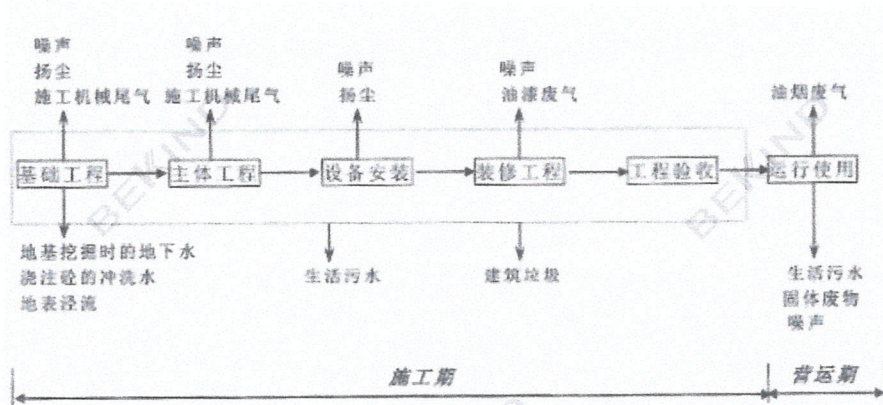 噪声
扬尘
施工机械尾气
噪声
扬尘
施工机械尾气
噪声
扬尘
噪声
油漆废气
油烟废气
基础工程
主体工程
设备安装
装修工程
工程验收
运行使用
地基挖掘时的地下水
浇注砼的冲洗水
地表泾流
生活污水
建筑垃圾
生活污水
固体废物
噪声
施工期
营运期
BEKIND
BEKIND